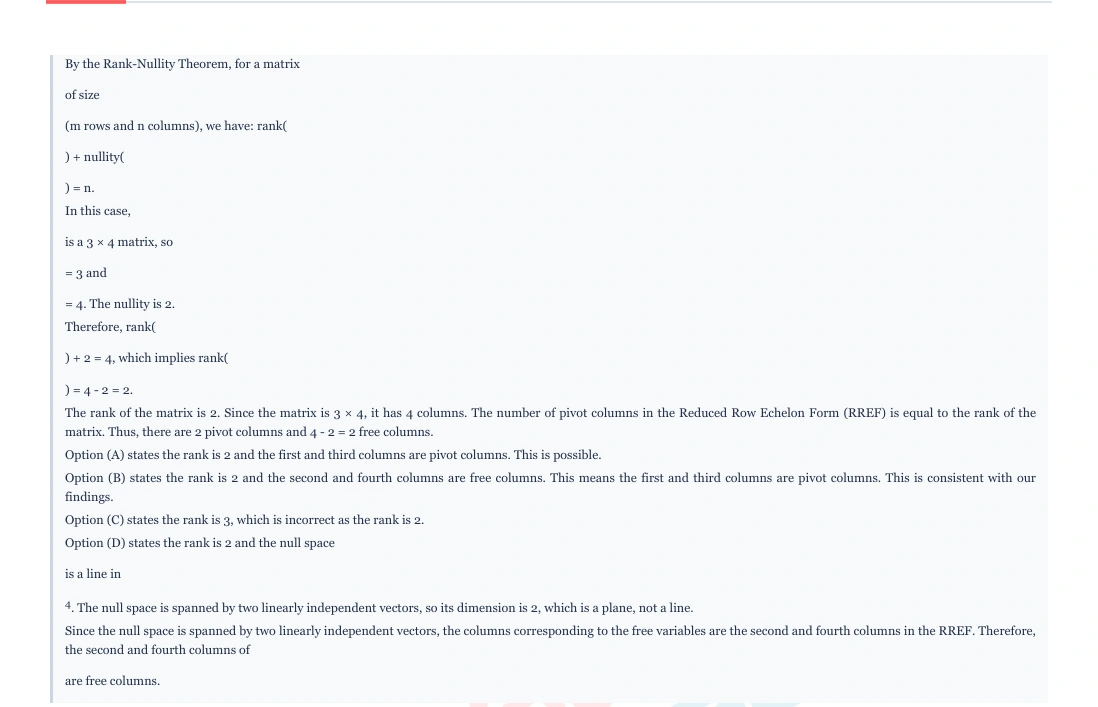 By the Rank-Nullity Theorem, for a matrix
of size
(m rows and n columns), we have: rank(
) + nullity(
) = n.
In this case,
is a 3 × 4 matrix, so
= 3 and
= 4. The nullity is 2.
Therefore, rank(
) + 2 = 4, which implies rank(
) = 4 - 2 = 2.
The rank of the matrix is 2. Since the matrix is 3 × 4, it has 4 columns. The number of pivot columns in the Reduced Row Echelon Form (RREF) is equal to the rank of the
matrix. Thus, there are 2 pivot columns and 4 - 2 = 2 free columns.
Option (A) states the rank is 2 and the first and third columns are pivot columns. This is possible.
Option (B) states the rank is 2 and the second and fourth columns are free columns. This means the first and third columns are pivot columns. This is consistent with our
findings.
Option (C) states the rank is 3, which is incorrect as the rank is 2.
Option (D) states the rank is 2 and the null space
is a line in
4. The null space is spanned by two linearly independent vectors, so its dimension is 2, which is a plane, not a line.
Since the null space is spanned by two linearly independent vectors, the columns corresponding to the free variables are the second and fourth columns in the RREF. Therefore,
the second and fourth columns of
are free columns.